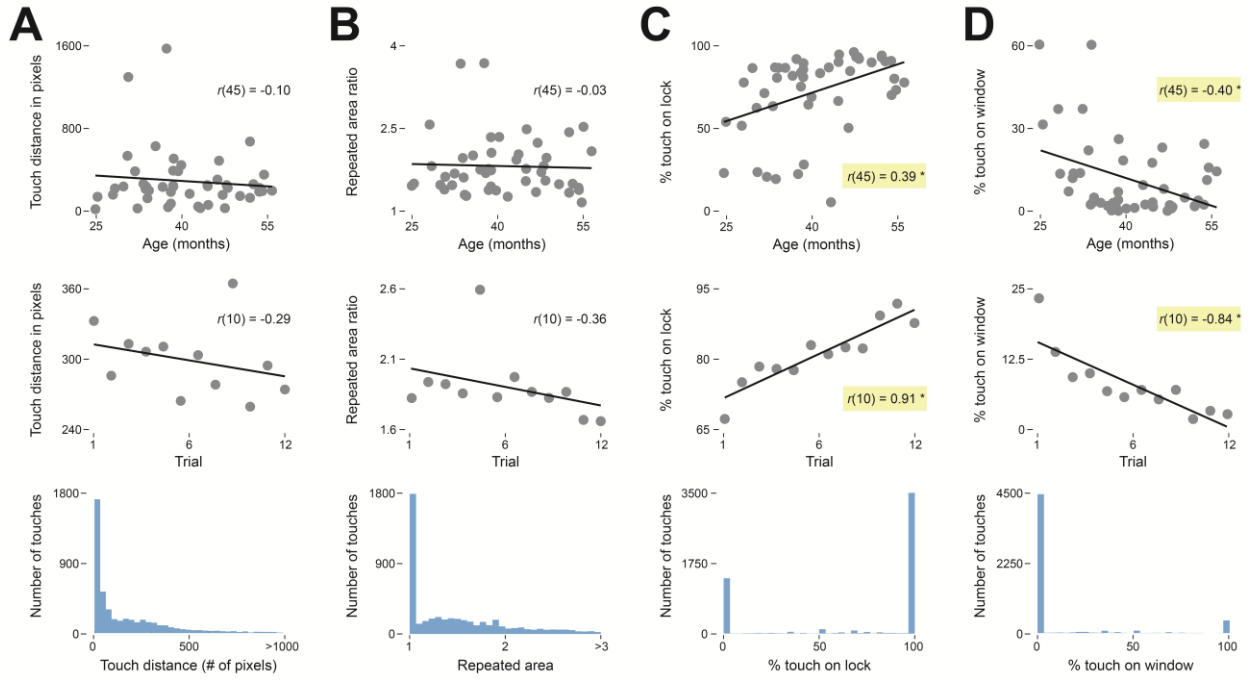 A
B
C
D
Touch distance in pixels
1600
800
0
r(45) = -0.10
25
40
55
Age (months)
Repeated area ratio
4
2.5
1
r(45) = -0.03
25
40
55
Age (months)
% touch on lock
100
50
0
r(45) = 0.39 *
25
40
55
Age (months)
% touch on window
60
30
0
r(45) = -0.40 *
25
40
55
Age (months)
Touch distance in pixels
360
300
240
r(10) = -0.29
1
6
12
Trial
Repeated area ratio
2.6
2.1
1.6
r(10) = -0.36
1
6
12
Trial
% touch on lock
95
80
65
r(10) = 0.91 *
1
6
12
Trial
% touch on window
25
12.5
0
r(10) = -0.84 *
1
6
12
Trial
Number of touches
1800
900
0
0
500
>1000
Touch distance (# of pixels)
Number of touches
1800
900
0
1
2
>3
Repeated area
Number of touches
3500
1750
0
0
50
100
% touch on lock
Number of touches
4500
2250
0
0
50
100
% touch on window